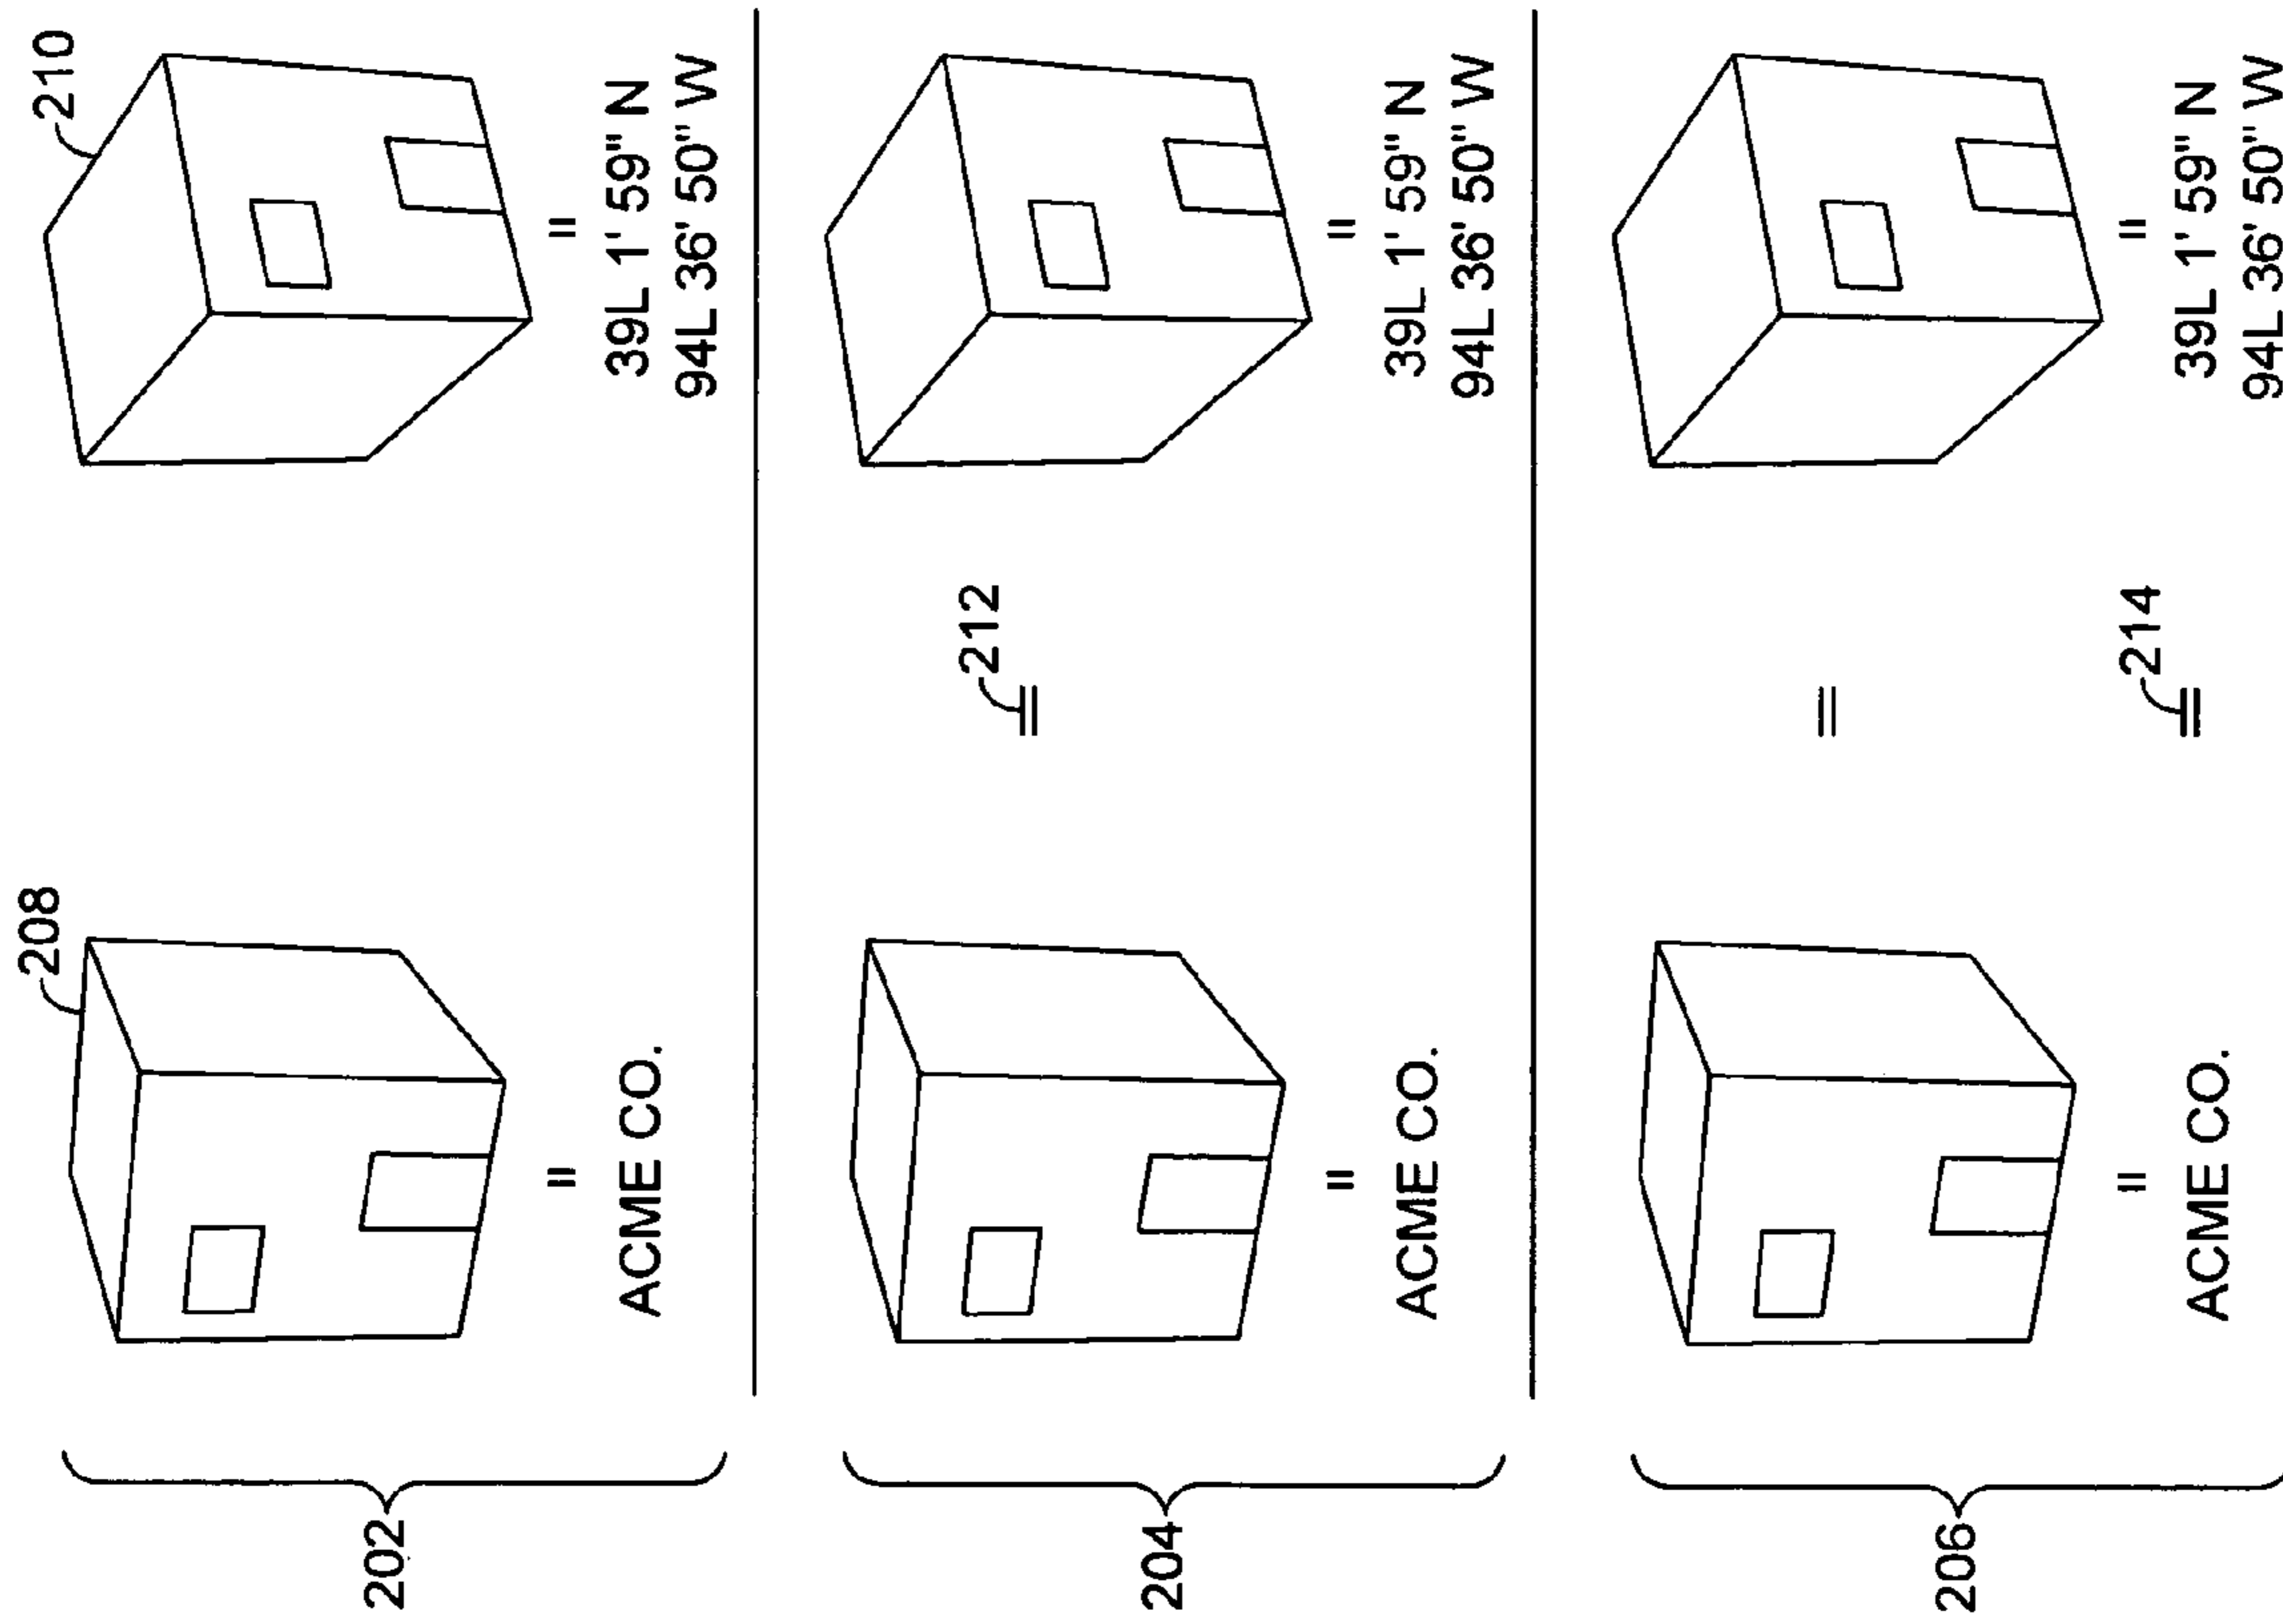 208
210
202
ACME CO.
39L 1' 59" N
94L 36' 50" W
212
204
ACME CO.
39L 1' 59" N
94L 36' 50" W
206
214
ACME CO.
39L 1' 59" N
94L 36' 50" W